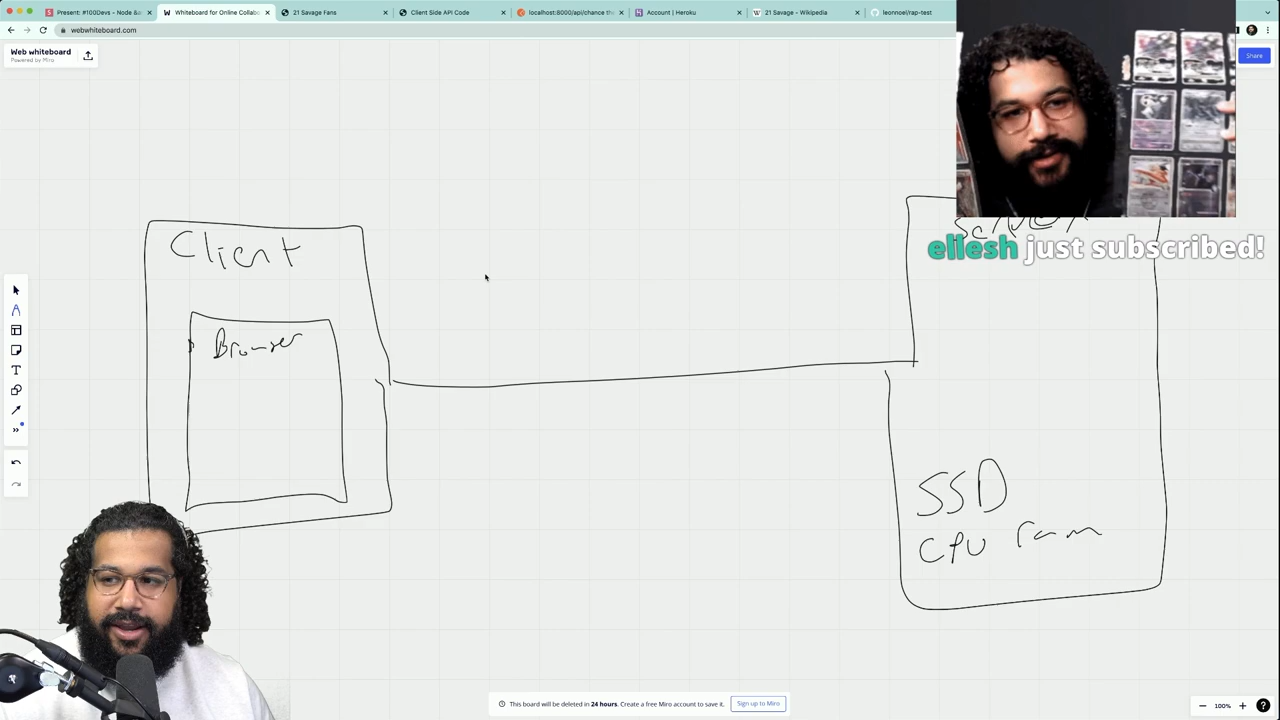 Present: #100Devs - Node &
Whiteboard for Online Collabo
21 Savage Fans
Client Side API Code
localhost:8000/api/chance th
Account | Heroku
21 Savage - Wikipedia
leonnoel/rap-test
webwhiteboard.com
Web whiteboard
Powered by Miro
Share
ellesh just subscribed!
Client
Browser
SSD
CPU ram
This board will be deleted in 24 hours. Create a free Miro account to save it.
Sign up to Miro
100%